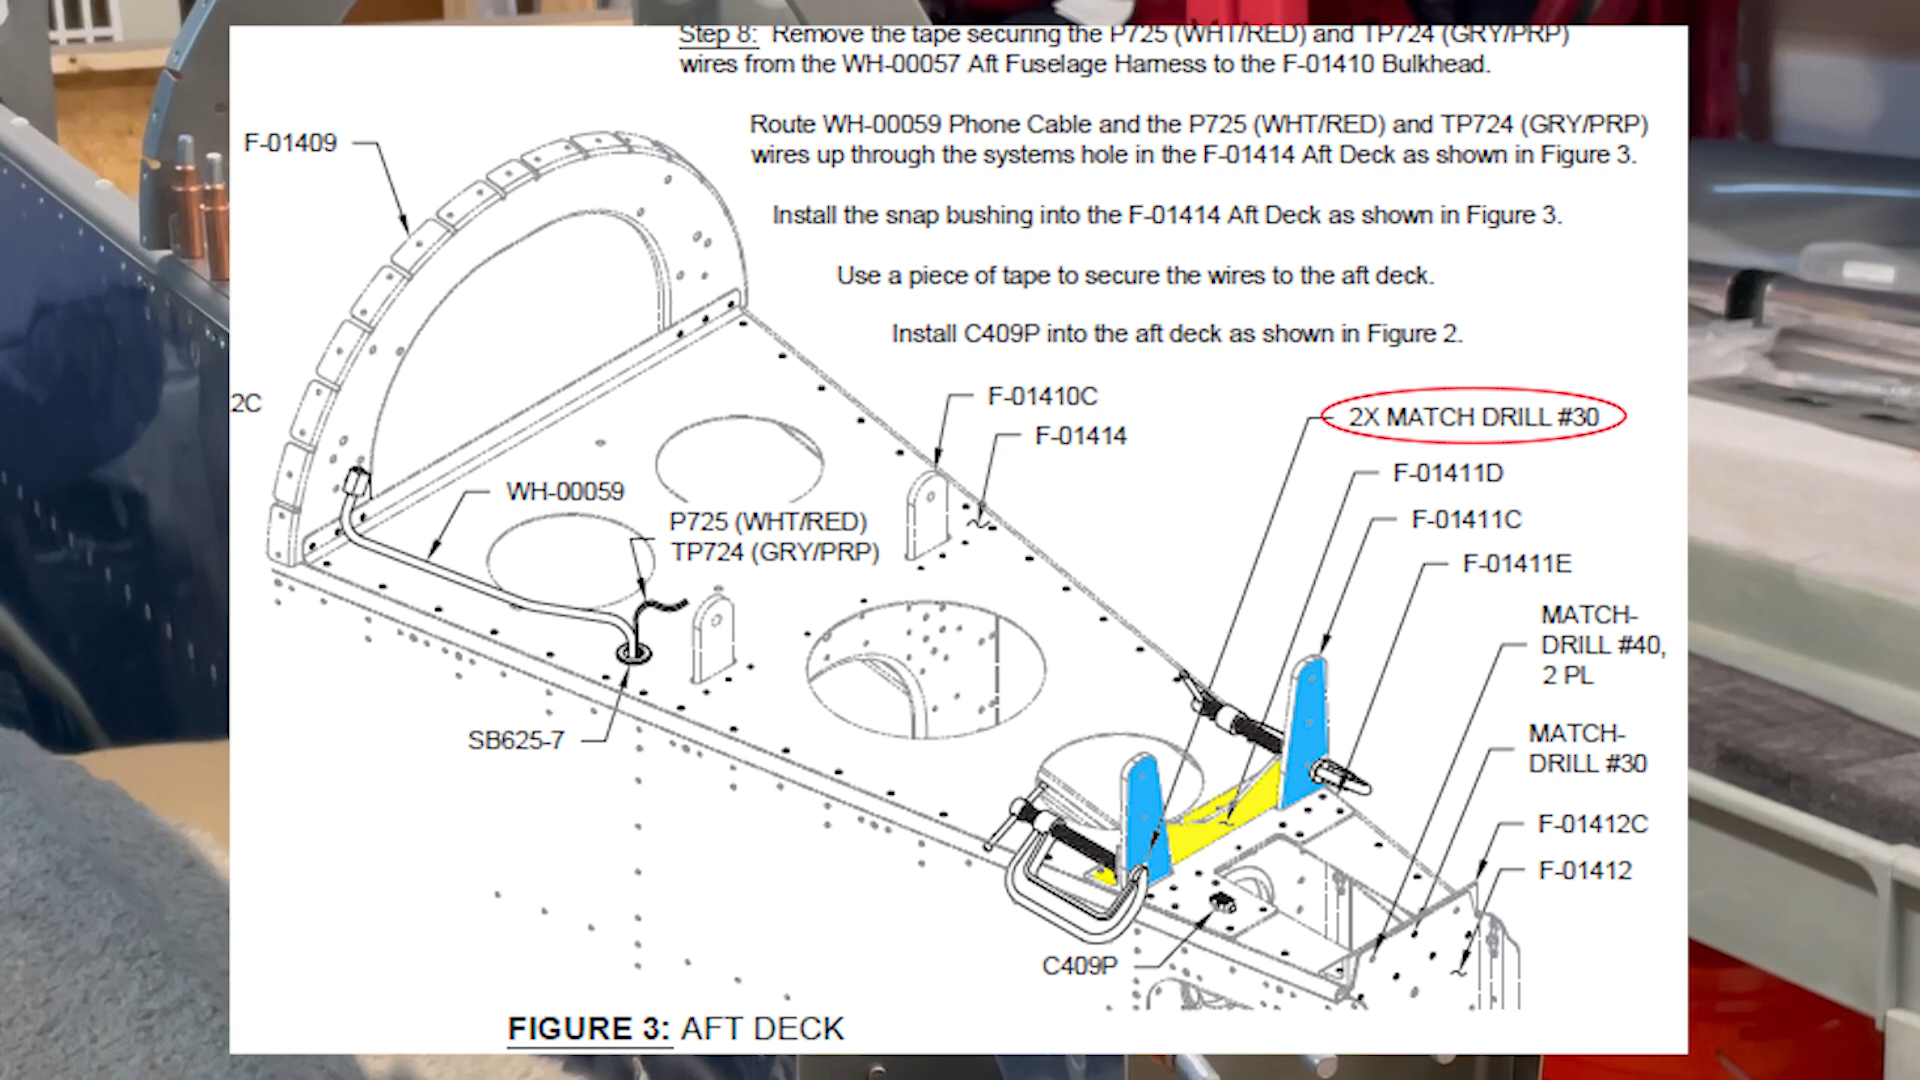 Step 8: Remove the tape securing the P725 (WHT/RED) and TP724 (GRY/PRP)
wires from the WH-00057 Aft Fuselage Harness to the F-01410 Bulkhead.
Route WH-00059 Phone Cable and the P725 (WHT/RED) and TP724 (GRY/PRP)
wires up through the systems hole in the F-01414 Aft Deck as shown in Figure 3.
Install the snap bushing into the F-01414 Aft Deck as shown in Figure 3.
Use a piece of tape to secure the wires to the aft deck.
Install C409P into the aft deck as shown in Figure 2.
F-01409
2C
F-01410C
F-01414
2X MATCH DRILL #30
F-01411D
F-01411C
F-01411E
WH-00059
P725 (WHT/RED)
TP724 (GRY/PRP)
MATCH-
DRILL #40,
2 PL
SB625-7
MATCH-
DRILL #30
F-01412C
F-01412
C409P
FIGURE 3: AFT DECK